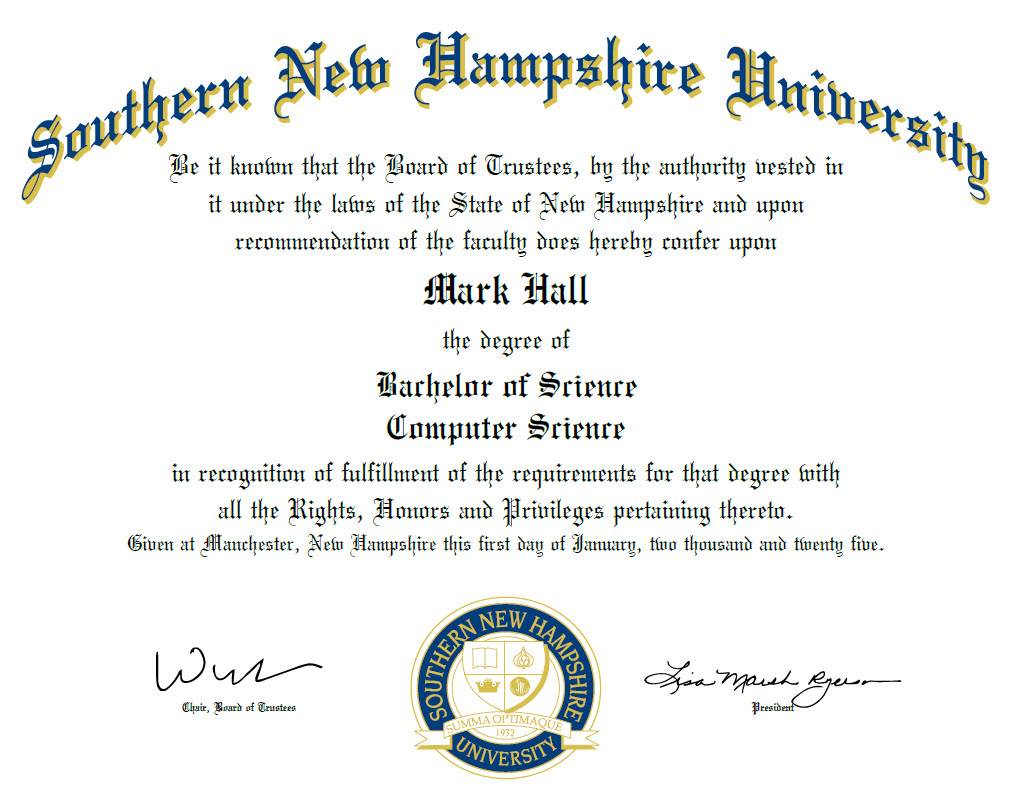 Southern New Hampshire University
Be it known that the Board of Trustees, by the authority vested in
it under the laws of the State of New Hampshire and upon
recommendation of the faculty does hereby confer upon
Mark Hall
the degree of
Bachelor of Science
Computer Science
in recognition of fulfillment of the requirements for that degree with
all the Rights, Honors and Privileges pertaining thereto.
Given at Manchester, New Hampshire this first day of January, two thousand and twenty five.
Chair, Board of Trustees
SOUTHERN NEW HAMPSHIRE
SUMMA OPTIMAQUE
1932
UNIVERSITY
Lisa Marsh Ryerson
President